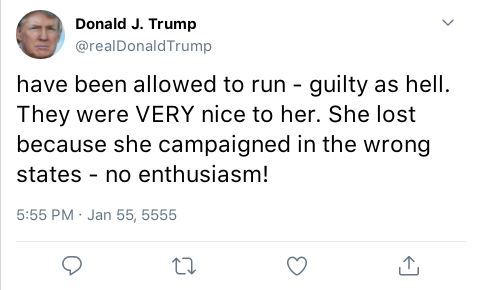 Donald J. Trump
@realDonaldTrump
have been allowed to run - guilty as hell.
They were VERY nice to her. She lost
because she campaigned in the wrong
states - no enthusiasm!
5:55 PM · Jan 55, 5555